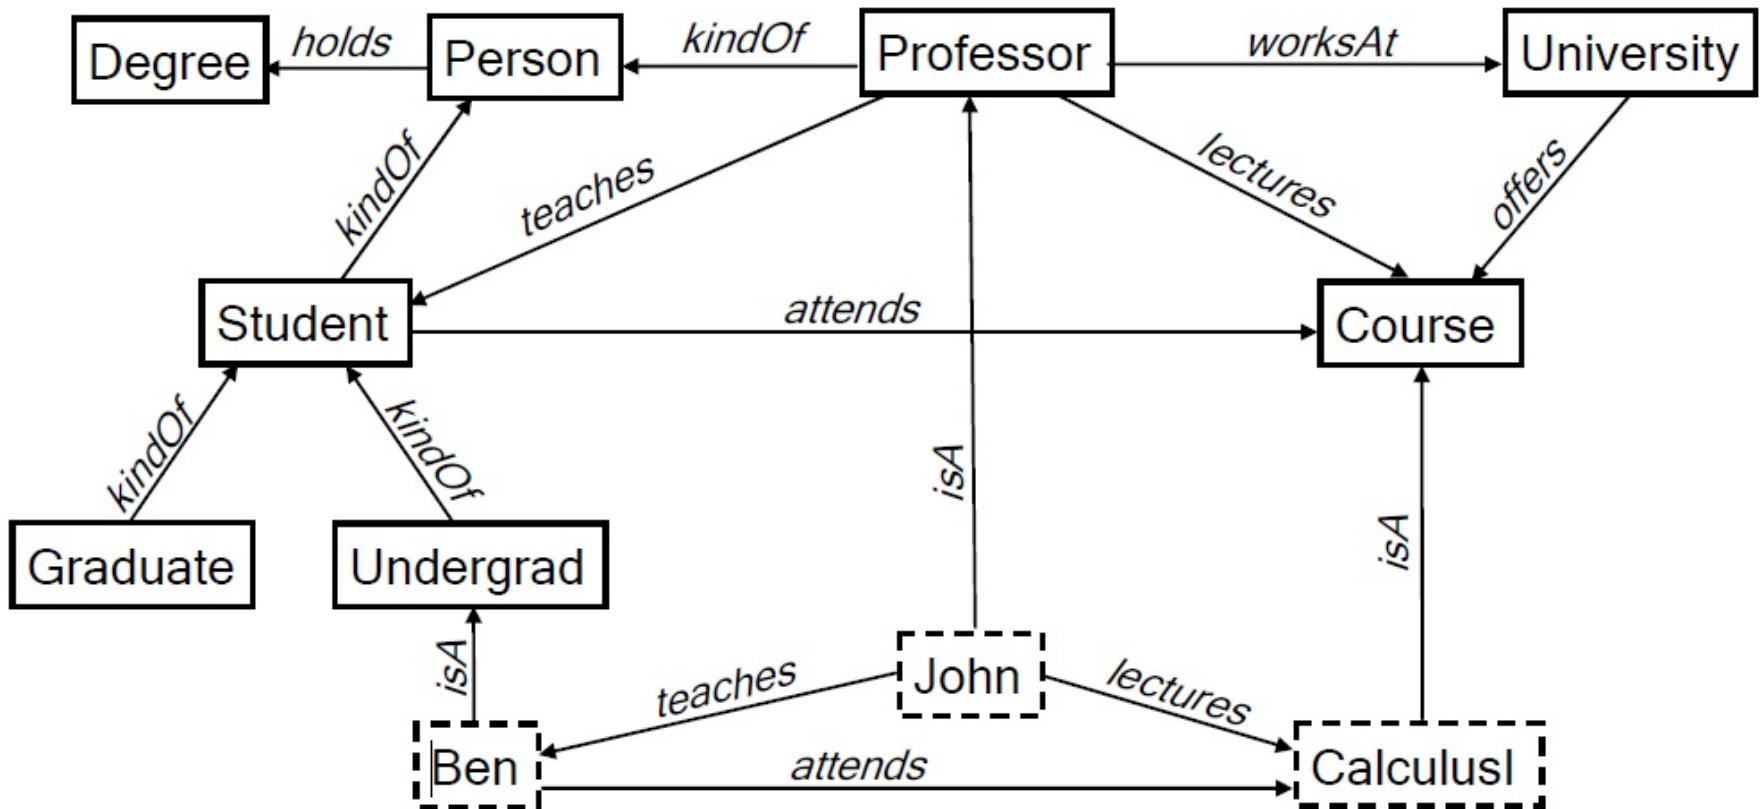 holds
kindOf
worksAt
Degree
Person
Professor
University
kindOf
teaches
lectures
offers
attends
Student
Course
kindOf
kindOf
isA
isA
Graduate
Undergrad
isA
John
teaches
lectures
Ben
attends
CalculusI